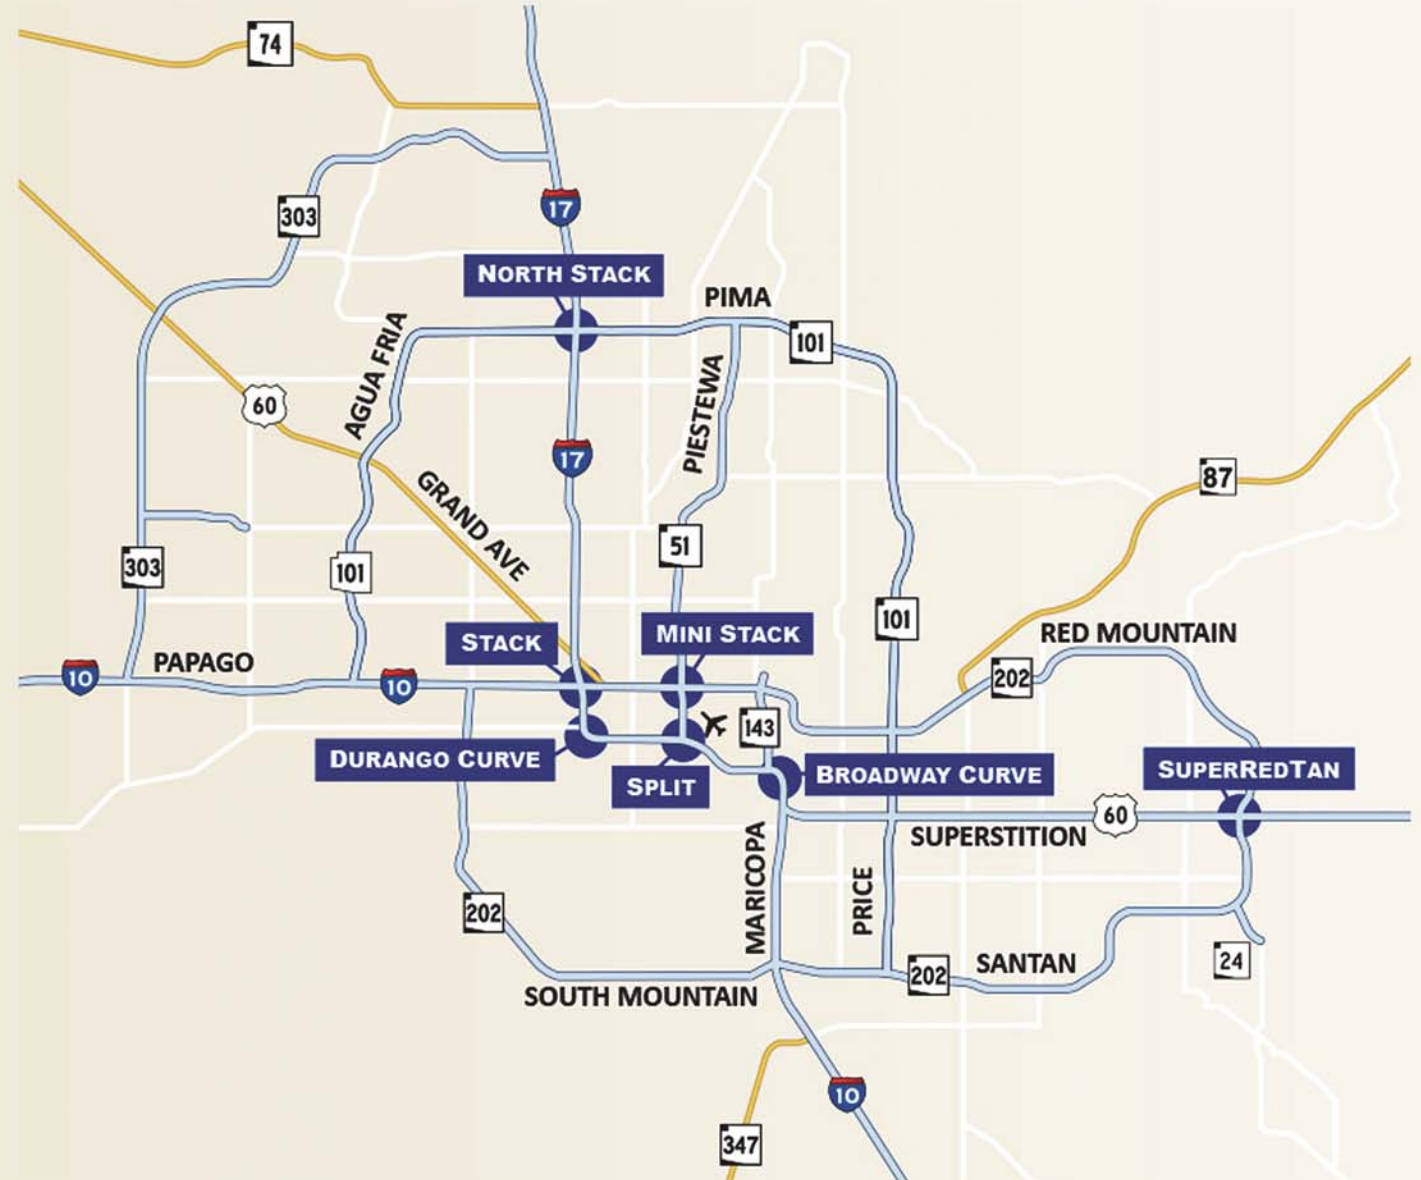 74
17
303
NORTH STACK
PIMA
101
AGUA FRIA
PIESTEWA
60
17
GRAND AVE
87
51
303
101
101
STACK
MINI STACK
RED MOUNTAIN
PAPAGO
10
10
202
143
DURANGO CURVE
SPLIT
BROADWAY CURVE
SUPERREDTAN
60
SUPERSTITION
MARICOPA
PRICE
202
24
SANTAN
202
SOUTH MOUNTAIN
10
347